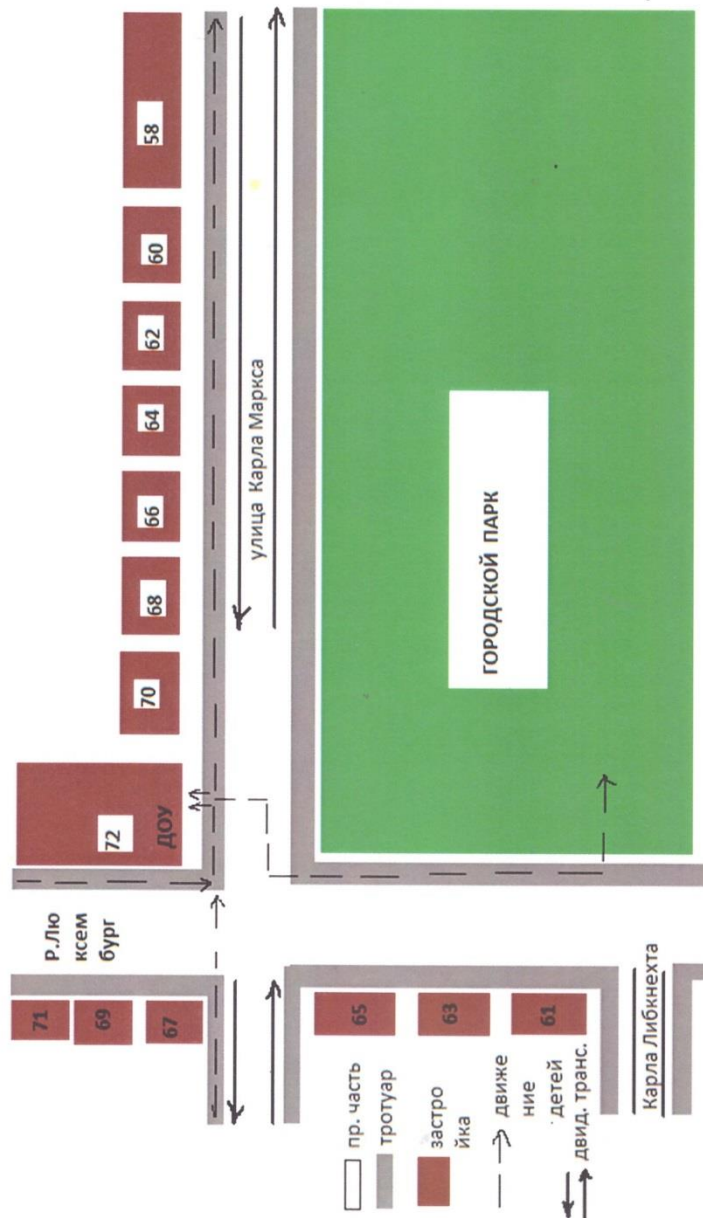 71
69
67
Р.Лю
ксем
бург
72
ДОУ
70
68
66
64
62
60
58
улица Карла Маркса
65
63
61
ГОРОДСКОЙ ПАРК
Карла Либкнехта
пр. часть
тротуар
застро
йка
движе
ние
детей
двид. транс.